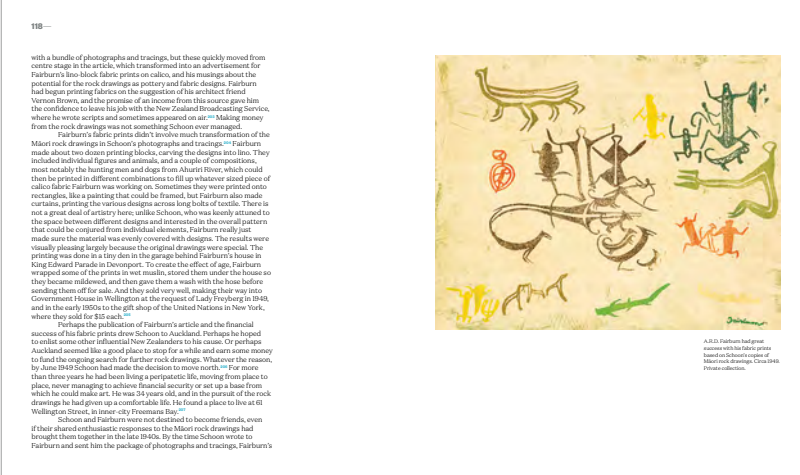 118—
with a bundle of photographs and tracings, but these quickly moved from
centre stage in the article, which transformed into an advertisement for
Fairburn's lino-block fabric prints on calico, and his musings about the
potential for the rock drawings as pottery and fabric designs. Fairburn
had begun printing fabrics on the suggestion of his architect friend
Vernon Brown, and the promise of an income from this source gave him
the confidence to leave his job with the New Zealand Broadcasting Service,
where he wrote scripts and sometimes appeared on air. Making money
from the rock drawings was not something Schoon ever managed.
Fairburn's fabric prints didn't involve much transformation of the
Māori rock drawings in Schoon's photographs and tracings. Fairburn
made about two dozen printing blocks, carving the designs into lino. They
included individual figures and animals, and a couple of compositions,
most notably the hunting men and dogs from Ahuriri River, which could
then be printed in different combinations to fill up whatever sized piece of
calico fabric Fairburn was working on. Sometimes they were printed onto
rectangles, like a painting that could be framed, but Fairburn also made
curtains, printing the various designs across long bolts of textile. There is
not a great deal of artistry here; unlike Schoon, who was keenly attuned to
the space between different designs and interested in the overall pattern
that could be conjured from individual elements, Fairburn really just
made sure the material was evenly covered with designs. The results were
visually pleasing largely because the original drawings were special. The
printing was done in a tiny den in the garage behind Fairburn's house in
King Edward Parade in Devonport. To create the effect of age, Fairburn
wrapped some of the prints in wet muslin, stored them under the house so
they became mildewed, and then gave them a wash with the hose before
sending them off for sale. And they sold very well, making their way into
Government House in Wellington at the request of Lady Freyberg in 1949,
and in the early 1950s to the gift shop of the United Nations in New York,
where they sold for $15 each.
Perhaps the publication of Fairburn's article and the financial
success of his fabric prints drew Schoon to Auckland. Perhaps he hoped
to enlist some other influential New Zealanders to his cause. Or perhaps
Auckland seemed like a good place to stop for a while and earn some money
to fund the ongoing search for further rock drawings. Whatever the reason,
by June 1949 Schoon had made the decision to move north. For more
than three years he had been living a peripatetic life, moving from place to
place, never managing to achieve financial security or set up a base from
which he could make art. He was 34 years old, and in the pursuit of the rock
drawings he had given up a comfortable life. He found a place to live at 61
Wellington Street, in inner-city Freemans Bay.
Schoon and Fairburn were not destined to become friends, even
if their shared enthusiastic responses to the Māori rock drawings had
brought them together in the late 1940s. By the time Schoon wrote to
Fairburn and sent him the package of photographs and tracings, Fairburn's
A.R.D. Fairburn had great
success with his fabric prints
based on Schoon's copies of
Māori rock drawings. Circa 1949.
Private collection.